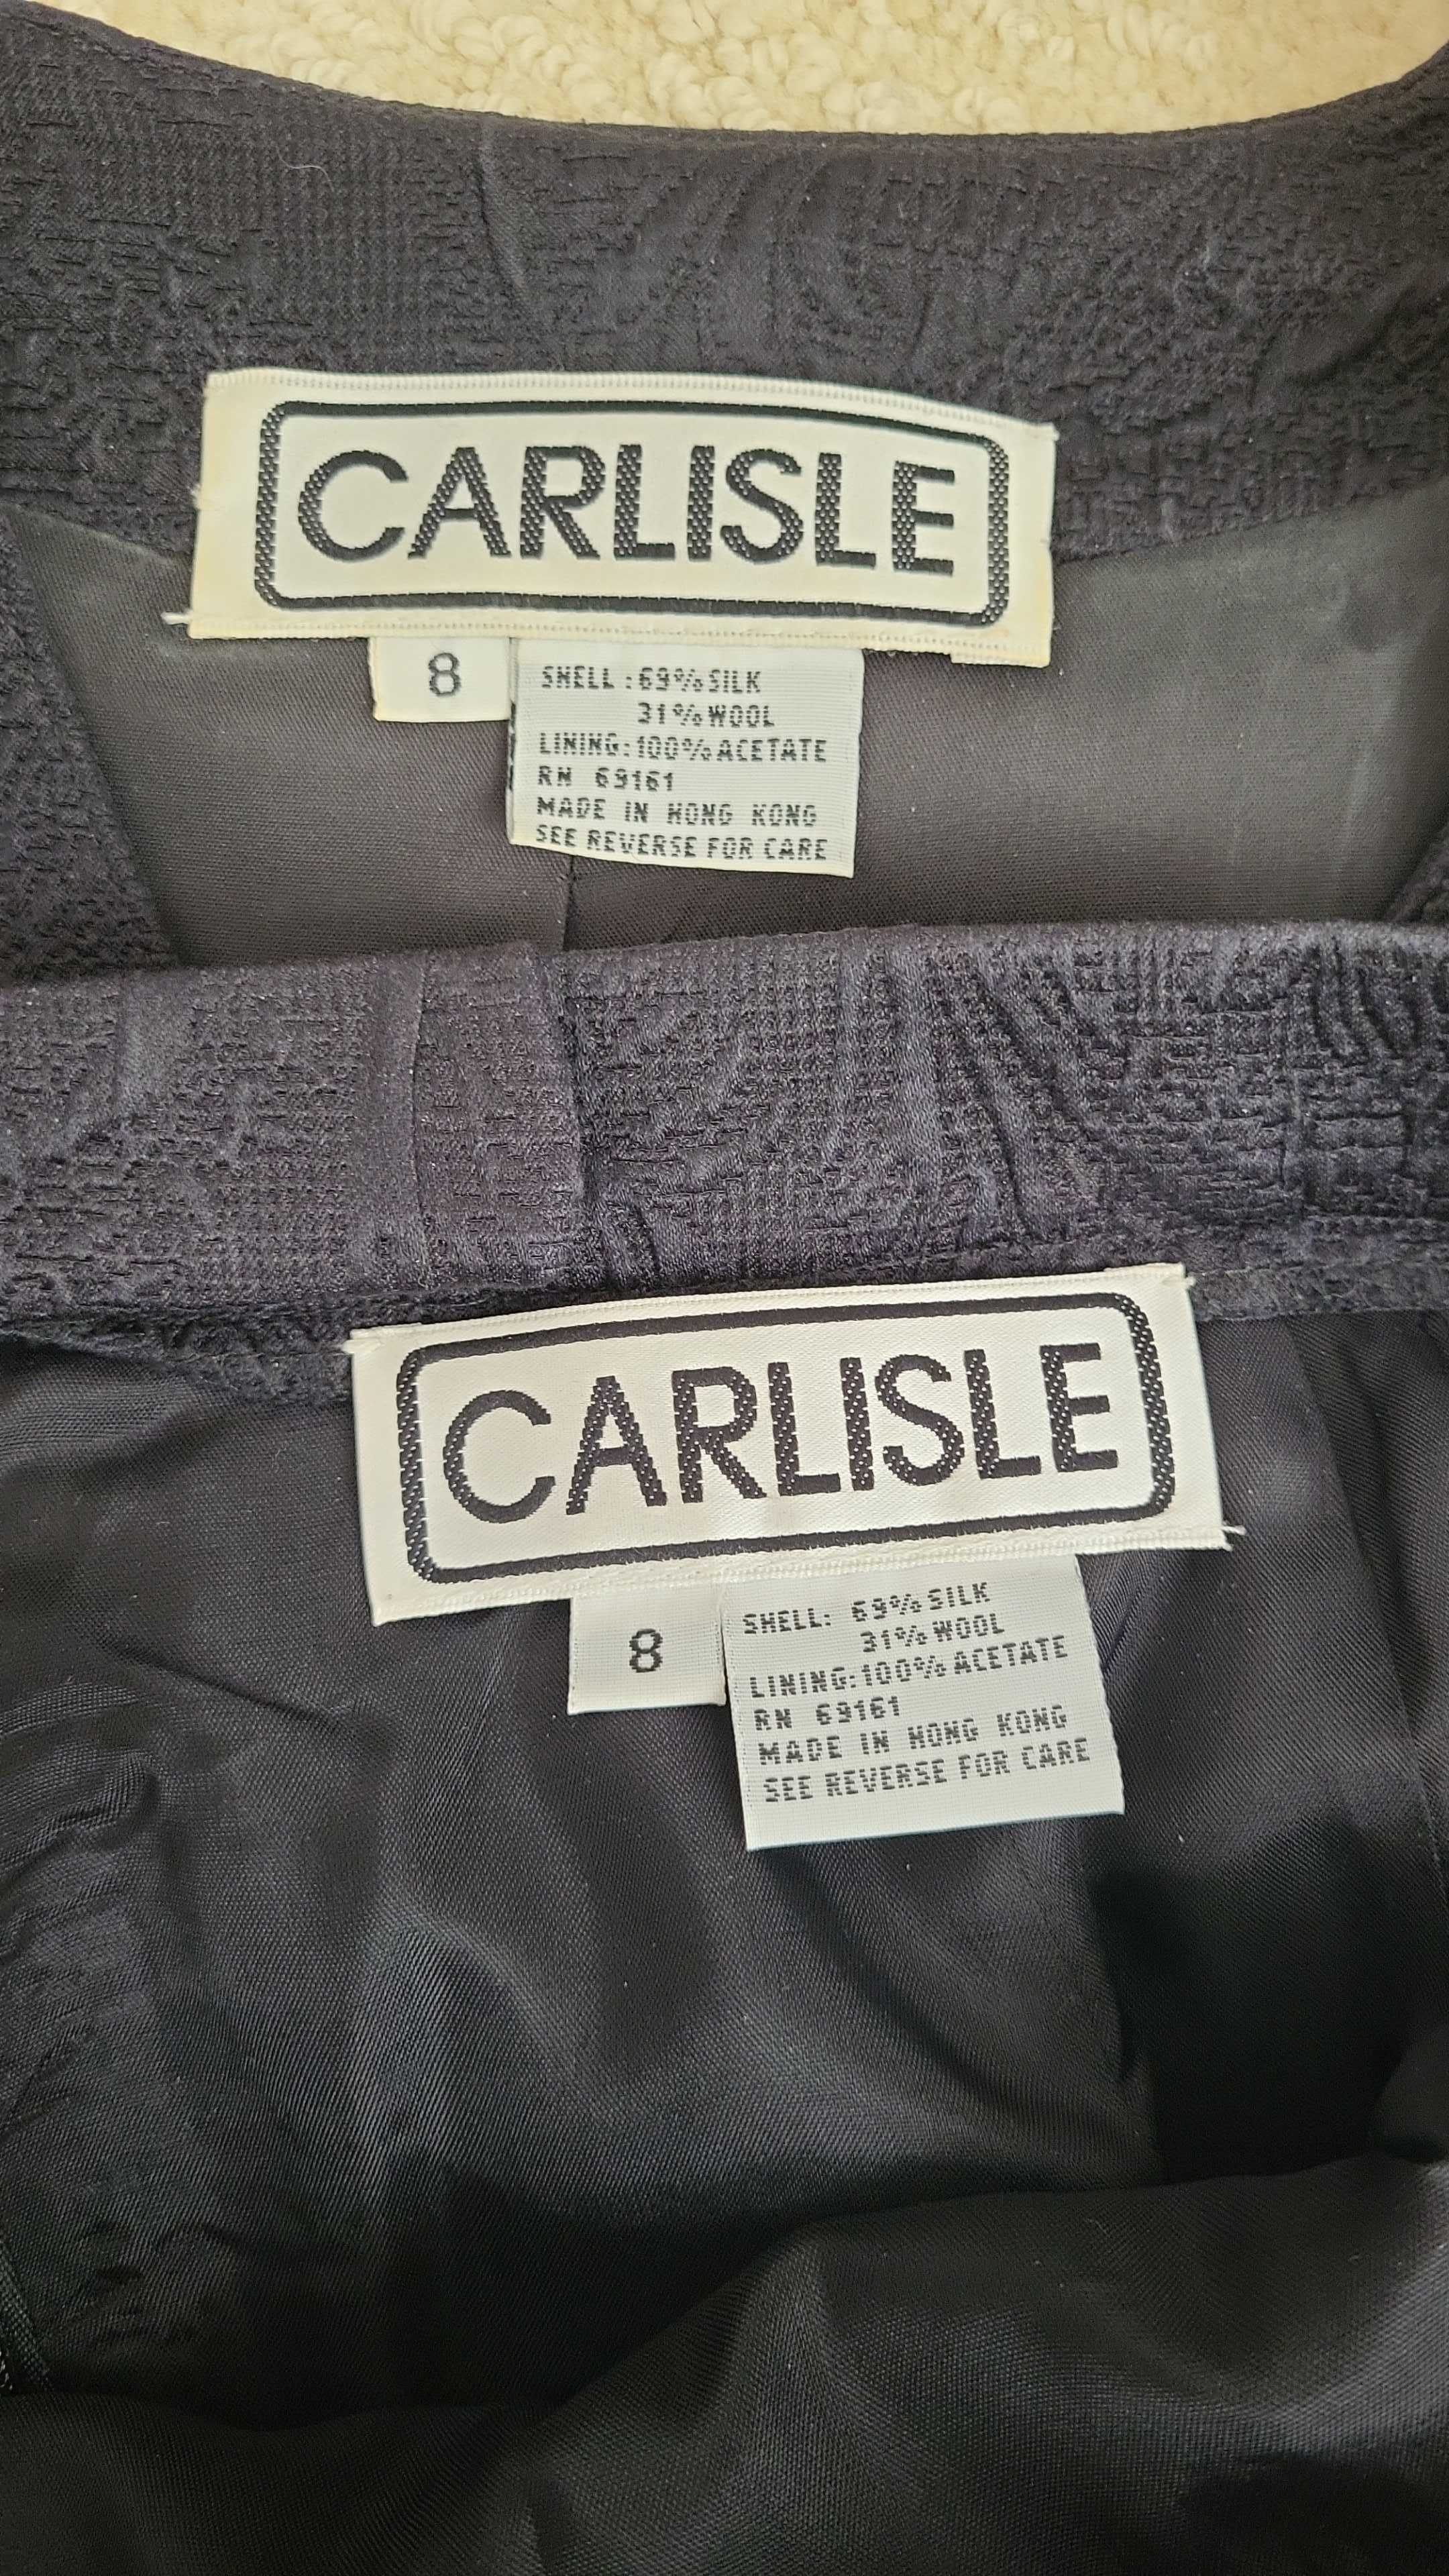 CARLISLE
8
SHELL: 69% SILK
31% WOOL
LINING: 100% ACETATE
RN 69161
MADE IN HONG KONG
SEE REVERSE FOR CARE
CARLISLE
8
SHELL: 69% SILK
31% WOOL
LINING: 100% ACETATE
RN 69161
MADE IN HONG KONG
SEE REVERSE FOR CARE